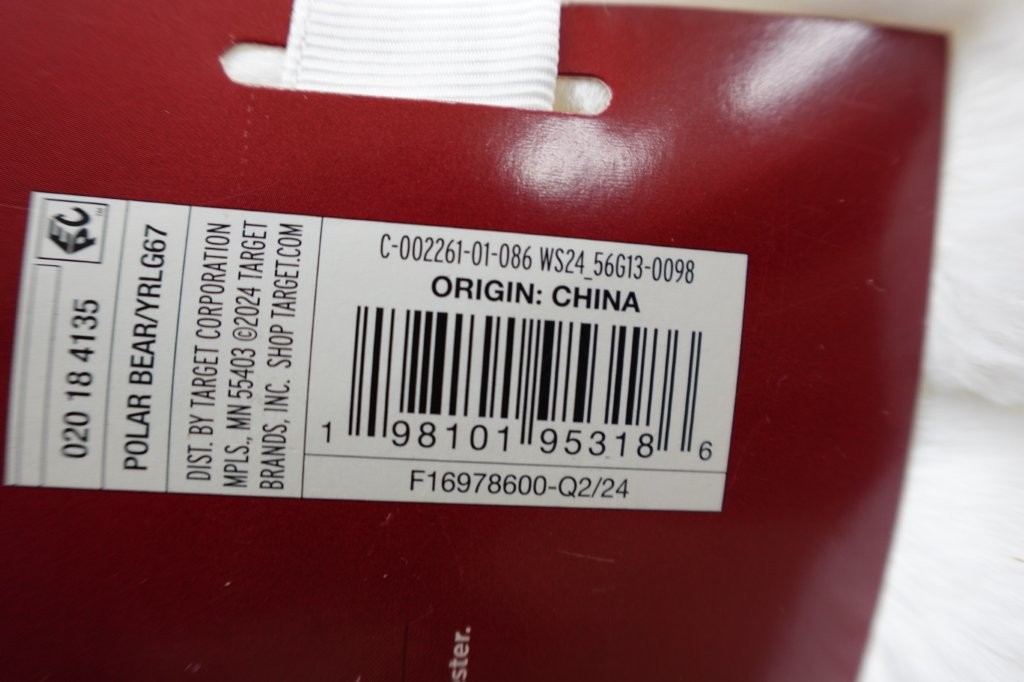 C-002261-01-086 WS24_56G13-0098
ORIGIN: CHINA
1 98101 95318 6
F16978600-Q2/24
DIST. BY TARGET CORPORATION
MPLS., MN 55403 ©2024 TARGET
BRANDS, INC. SHOP TARGET.COM
POLAR BEAR/YRLG67
020 18 4135
EPC
ster.